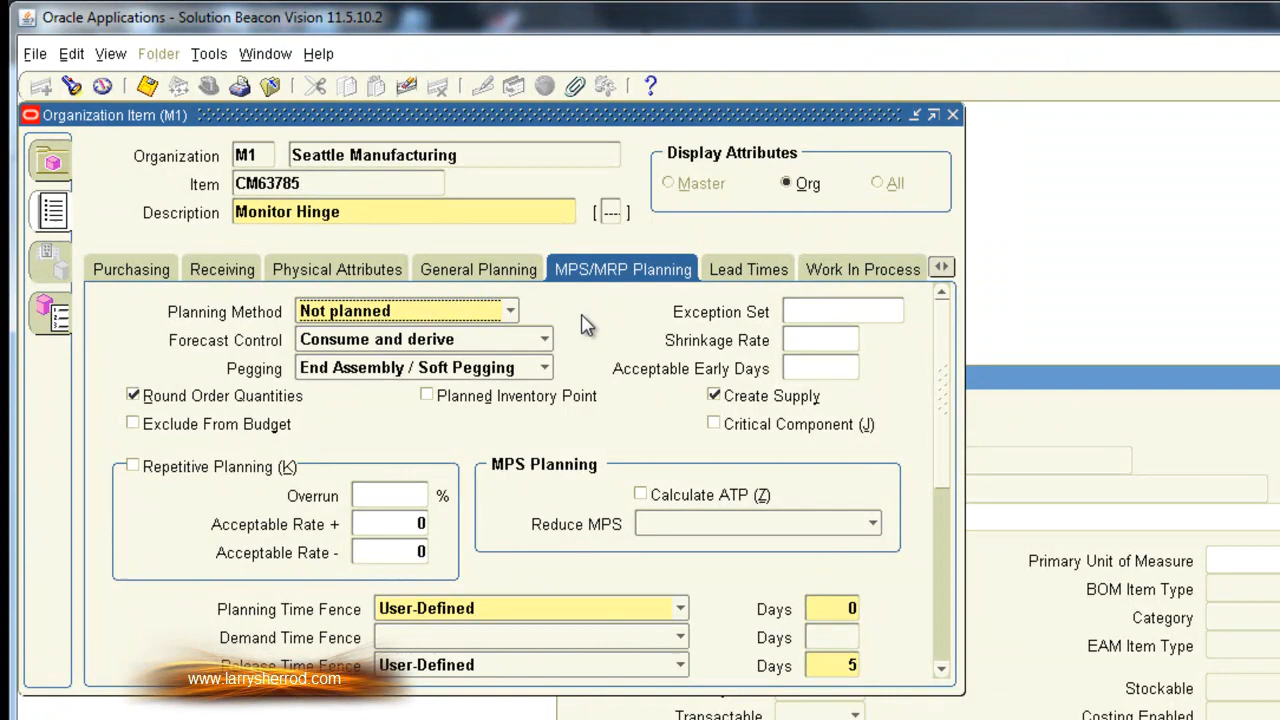 Oracle Applications - Solution Beacon Vision 11.5.10.2
File Edit View Folder Tools Window Help
Organization Item (M1)
Organization M1 Seattle Manufacturing
Item CM63785
Description Monitor Hinge [ ---- ]
Display Attributes
Master Org All
Purchasing Receiving Physical Attributes General Planning MPS/MRP Planning Lead Times Work In Process
Planning Method Not planned Exception Set
Forecast Control Consume and derive Shrinkage Rate
Pegging End Assembly / Soft Pegging Acceptable Early Days
Round Order Quantities Planned Inventory Point Create Supply
Exclude From Budget Critical Component (J)
Repetitive Planning (K) MPS Planning
Overrun % Calculate ATP (Z)
Acceptable Rate + 0 Reduce MPS
Acceptable Rate - 0
Planning Time Fence User-Defined Days 0
Demand Time Fence Days
Release Time Fence User-Defined Days 5
www.larrysherrod.com
Primary Unit of Measure
BOM Item Type
Category
EAM Item Type
Stockable
Transactable Costing Enabled